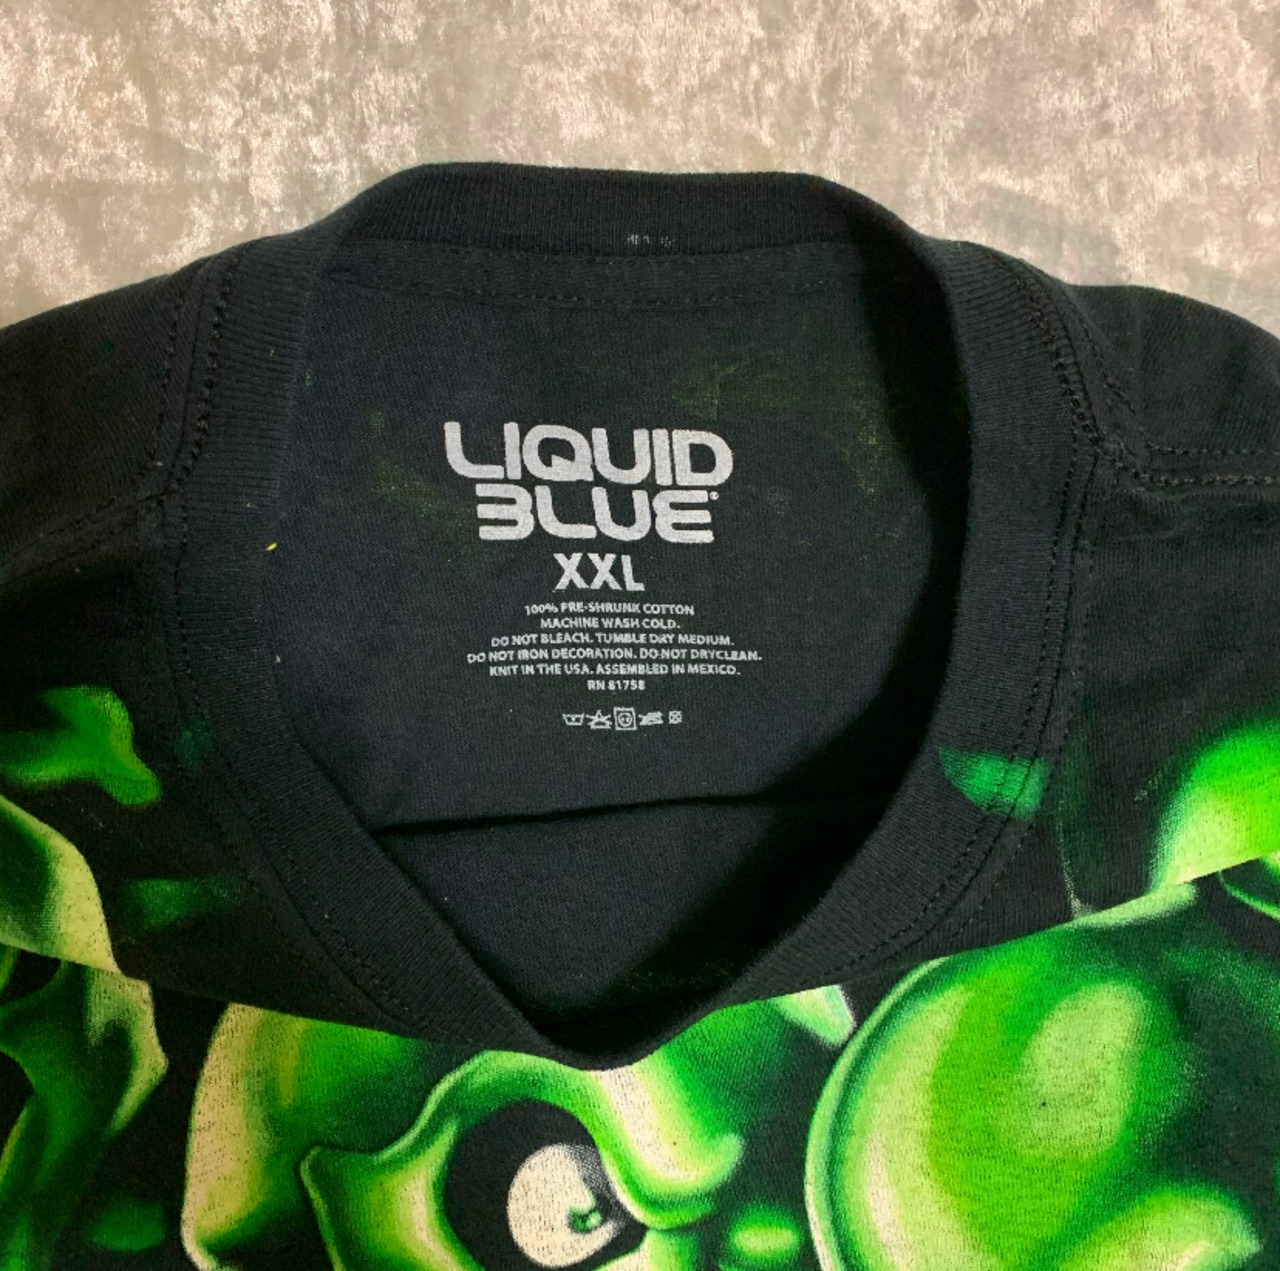 LIQUID
BLUE®
XXL
100% PRE-SHRUNK COTTON
MACHINE WASH COLD.
DO NOT BLEACH. TUMBLE DRY MEDIUM.
DO NOT IRON DECORATION. DO NOT DRYCLEAN.
KNIT IN THE USA. ASSEMBLED IN MEXICO.
RN 81758